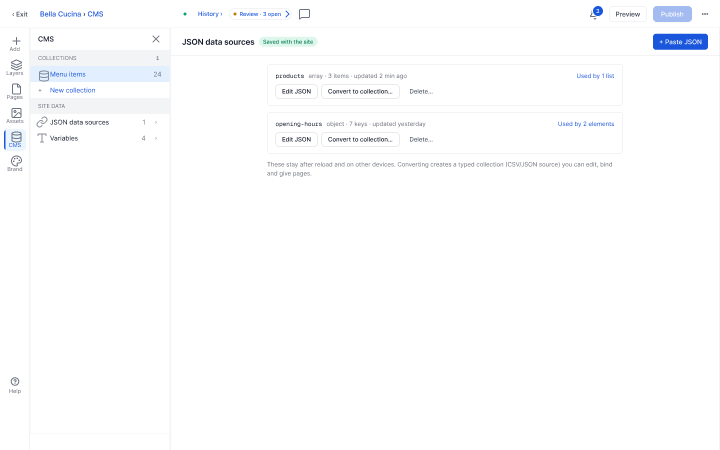 ‹ Exit
Bella Cucina › CMS
History ›
Review · 3 open
3
Preview
Publish
Add
Layers
Pages
Assets
CMS
Brand
Help
CMS
COLLECTIONS 1
Menu items 24
+ New collection
SITE DATA
JSON data sources 1
Variables 4
JSON data sources Saved with the site
+ Paste JSON
products array · 3 items · updated 2 min ago Used by 1 list
Edit JSON Convert to collection... Delete...
opening-hours object · 7 keys · updated yesterday Used by 2 elements
Edit JSON Convert to collection... Delete...
These stay after reload and on other devices. Converting creates a typed collection (CSV/JSON source) you can edit, bind
and give pages.